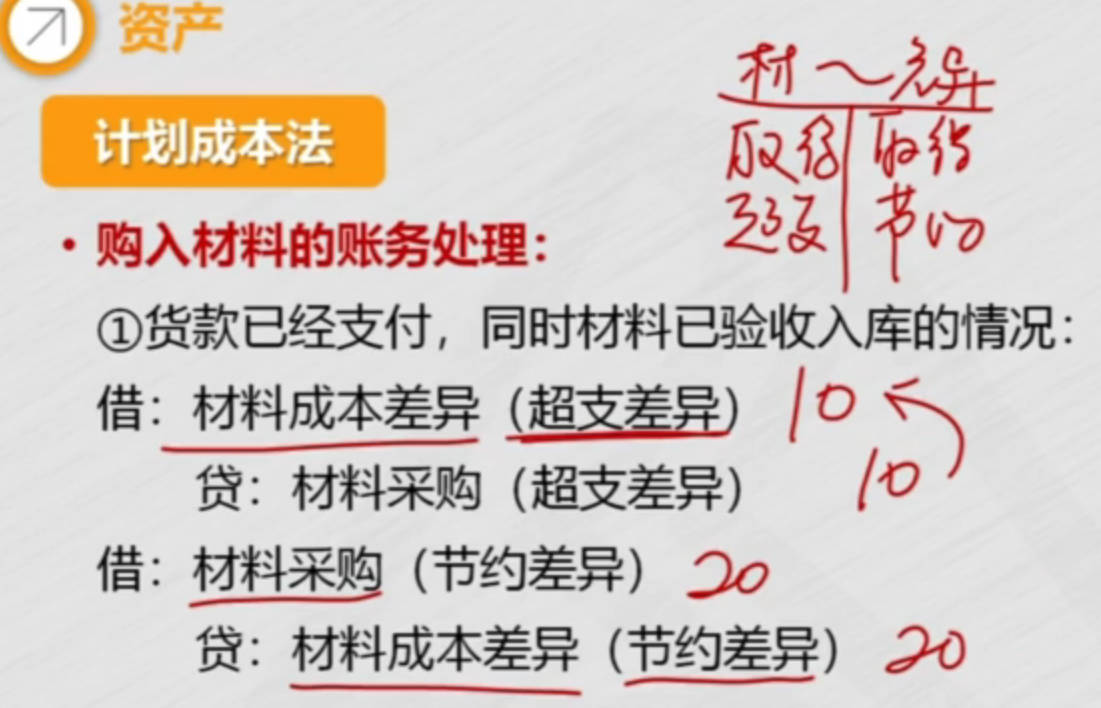 资产
材～差异
计划成本法
取得 取得
超支 节约
• 购入材料的账务处理：
①货款已经支付，同时材料已验收入库的情况：
借：材料成本差异（超支差异） 10
贷：材料采购（超支差异） 10
借：材料采购（节约差异） 20
贷：材料成本差异（节约差异） 20